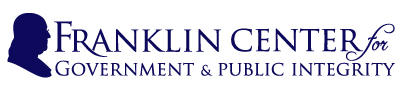 FRANKLIN CENTER for
GOVERNMENT & PUBLIC INTEGRITY